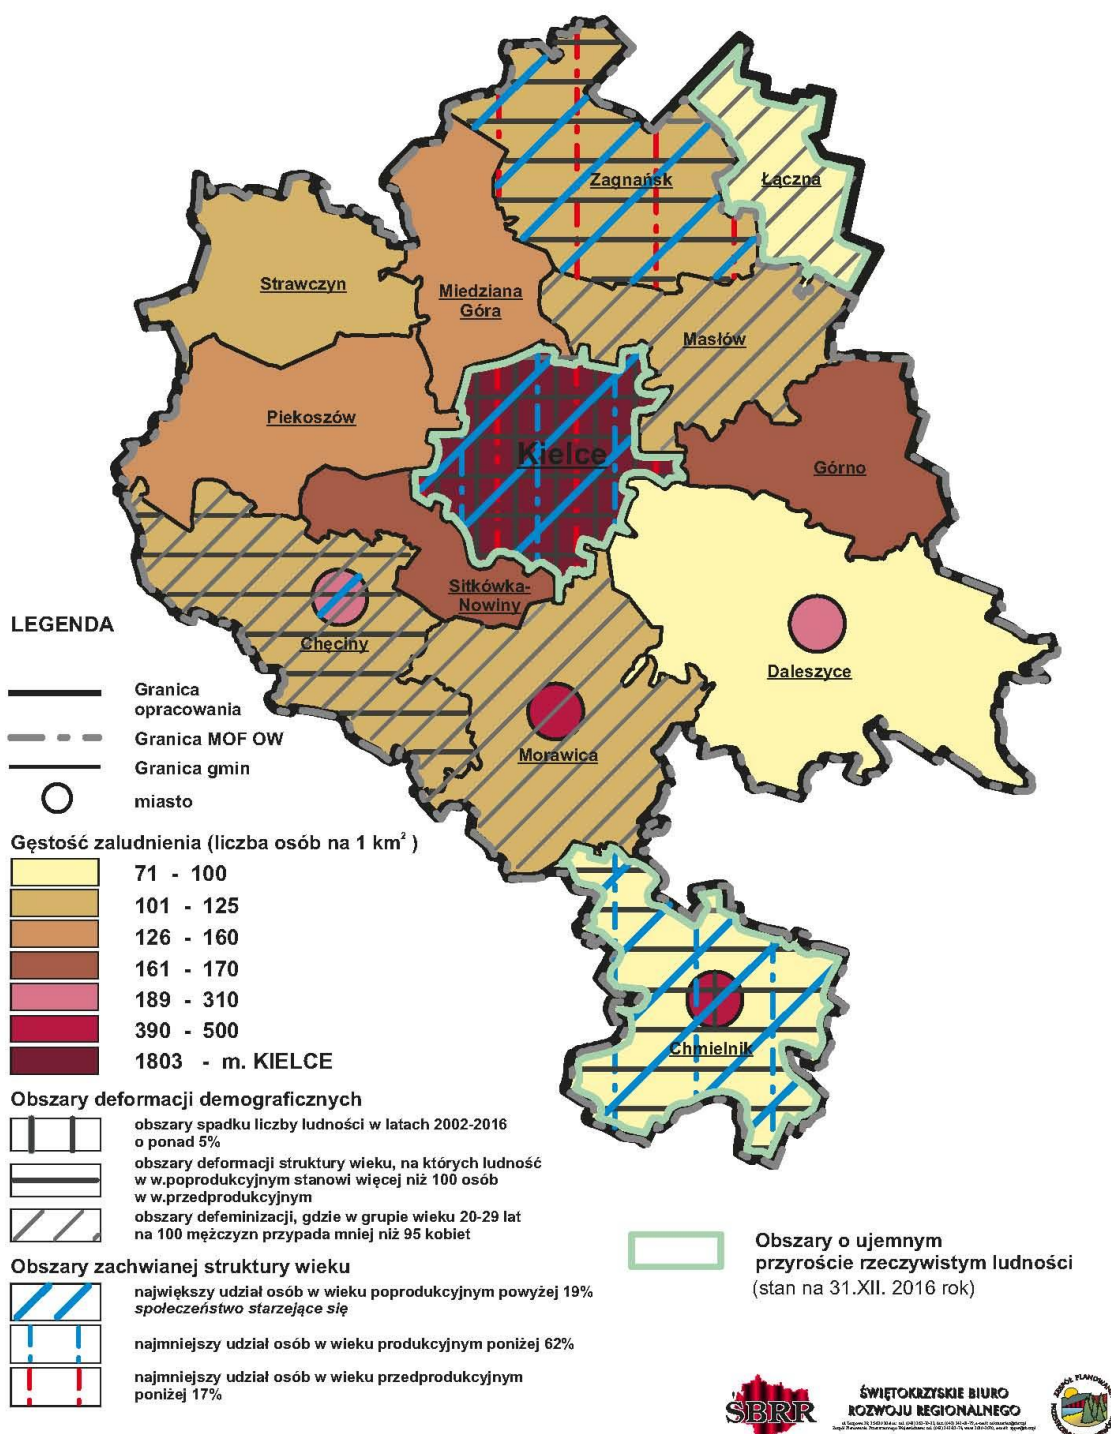 Zagnańsk
Łączna
Strawczyn
Miedziana
Góra
Masłów
Piekoszów
Kielce
Górno
Sitkówka-
Nowiny
Chęciny
Daleszyce
Morawica
Chmielnik
LEGENDA
Granica
opracowania
Granica MOF OW
Granica gmin
miasto
Gęstość zaludnienia (liczba osób na 1 km² )
71 - 100
101 - 125
126 - 160
161 - 170
189 - 310
390 - 500
1803 - m. KIELCE
Obszary deformacji demograficznych
obszary spadku liczby ludności w latach 2002-2016
o ponad 5%
obszary deformacji struktury wieku, na których ludność
w w.poprodukcyjnym stanowi więcej niż 100 osób
w w.przedprodukcyjnym
obszary defeminizacji, gdzie w grupie wieku 20-29 lat
na 100 mężczyzn przypada mniej niż 95 kobiet
Obszary zachwianej struktury wieku
największy udział osób w wieku poprodukcyjnym powyżej 19%
społeczeństwo starzejące się
najmniejszy udział osób w wieku produkcyjnym poniżej 62%
najmniejszy udział osób w wieku przedprodukcyjnym
poniżej 17%
Obszary o ujemnym
przyroście rzeczywistym ludności
(stan na 31.XII. 2016 rok)
SBRR
ŚWIĘTOKRZYSKIE BIURO
ROZWOJU REGIONALNEGO